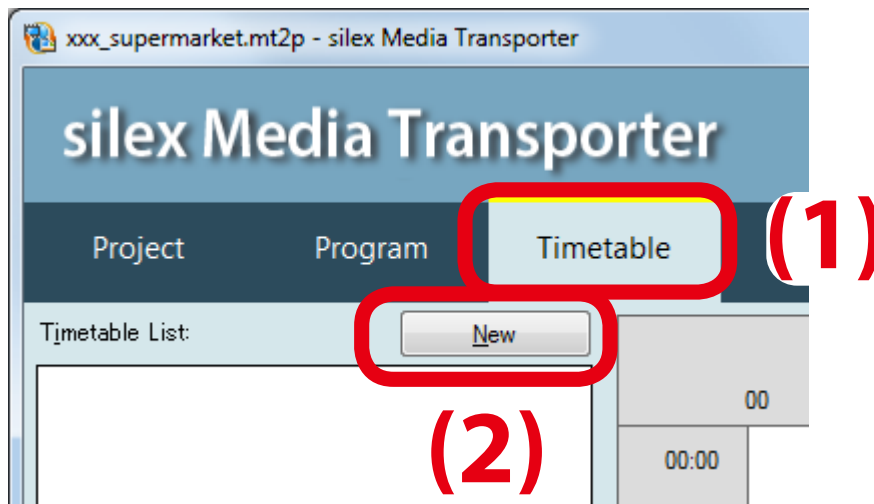 xxx_supermarket.mt2p - silex Media Transporter
silex Media Transporter
Project Program Timetable (1)
Timetable List: New
00
(2)
00:00